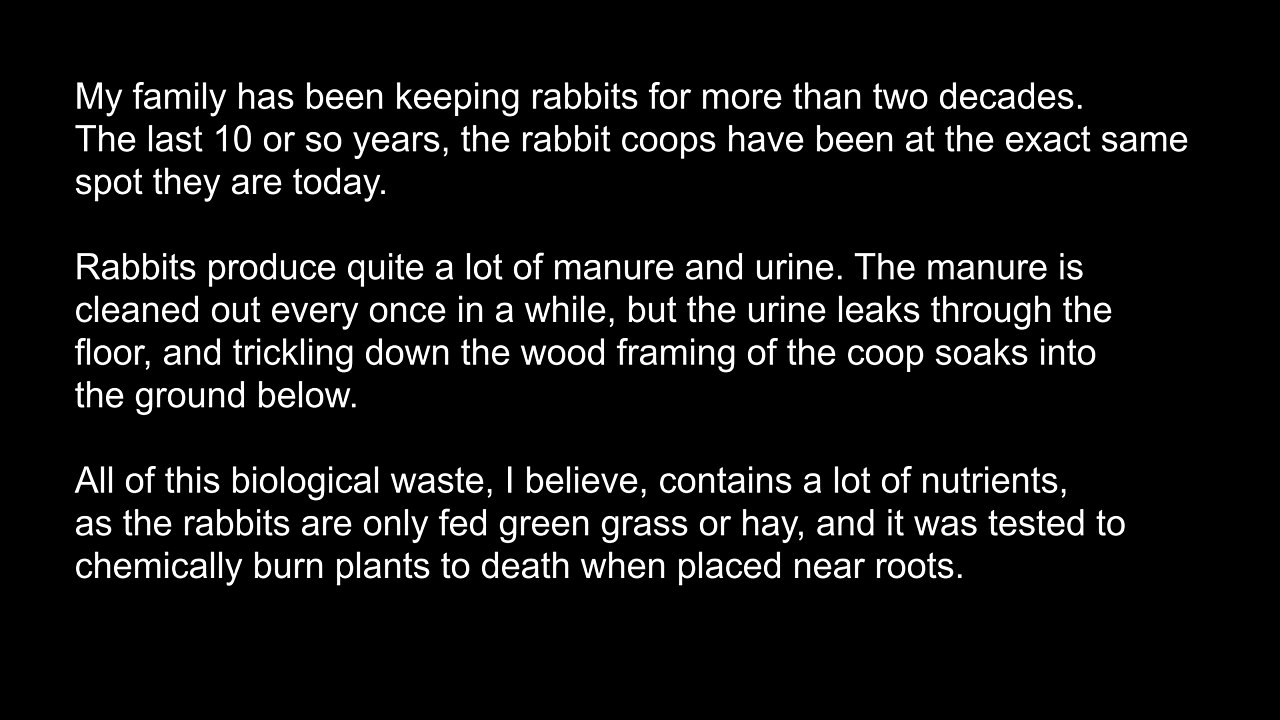 My family has been keeping rabbits for more than two decades.
The last 10 or so years, the rabbit coops have been at the exact same
spot they are today.
Rabbits produce quite a lot of manure and urine. The manure is
cleaned out every once in a while, but the urine leaks through the
floor, and trickling down the wood framing of the coop soaks into
the ground below.
All of this biological waste, I believe, contains a lot of nutrients,
as the rabbits are only fed green grass or hay, and it was tested to
chemically burn plants to death when placed near roots.